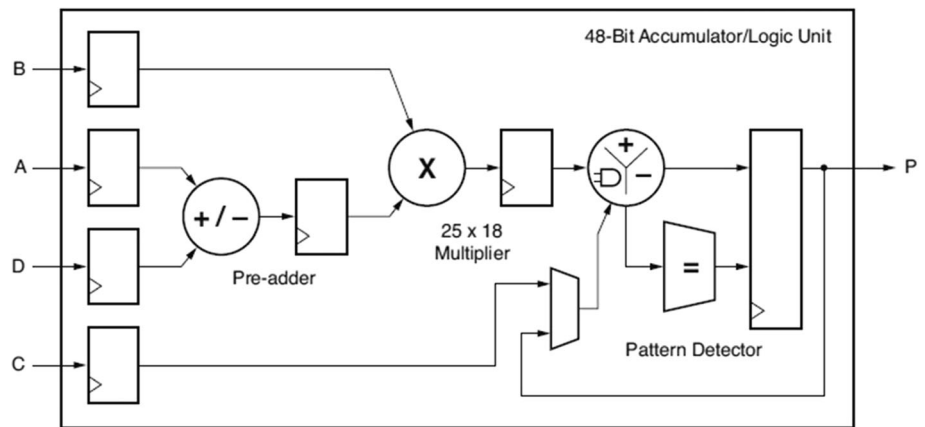 48-Bit Accumulator/Logic Unit
B
A
+ / −
X
+
−
P
D
Pre-adder
25 x 18
Multiplier
=
C
Pattern Detector